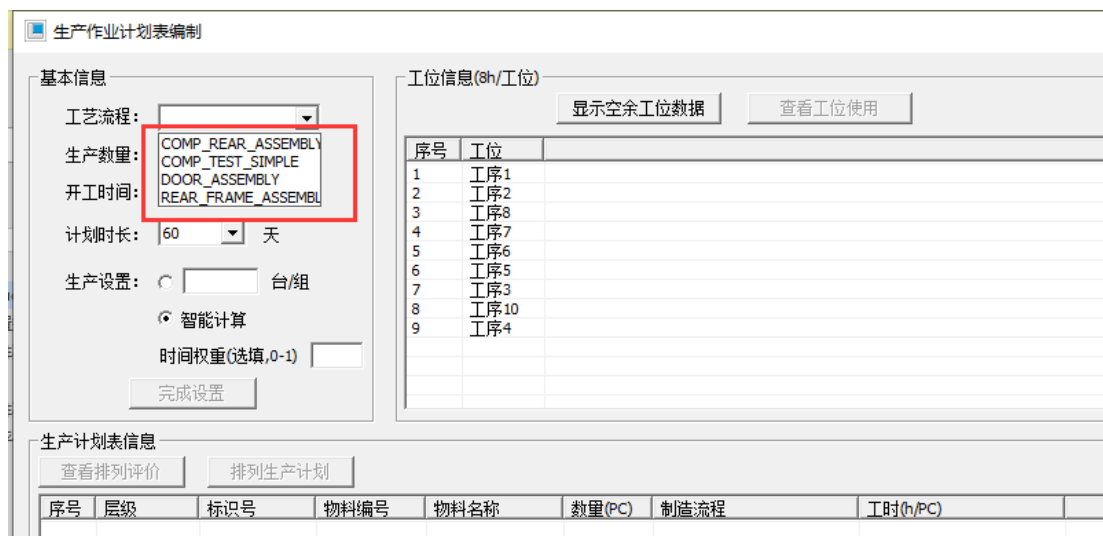 生产作业计划表编制
基本信息
工艺流程:
COMP_REAR_ASSEMBLY
COMP_TEST_SIMPLE
DOOR_ASSEMBLY
REAR_FRAME_ASSEMBL
生产数量:
开工时间:
计划时长: 60 天
生产设置: 台/组
智能计算
时间权重(选填,0-1)
完成设置
工位信息(8h/工位)
显示空余工位数据 查看工位使用
序号 工位
1 工序1
2 工序2
3 工序8
4 工序7
5 工序6
6 工序5
7 工序3
8 工序10
9 工序4
生产计划表信息
查看排列评价 排列生产计划
序号 层级 标识号 物料编号 物料名称 数量(PC) 制造流程 工时(h/PC)